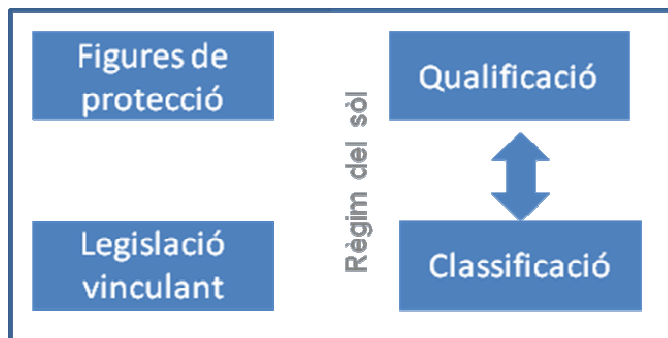 Figures de
protecció
Legislació
vinculant
Règim del sòl
Qualificació
Classificació